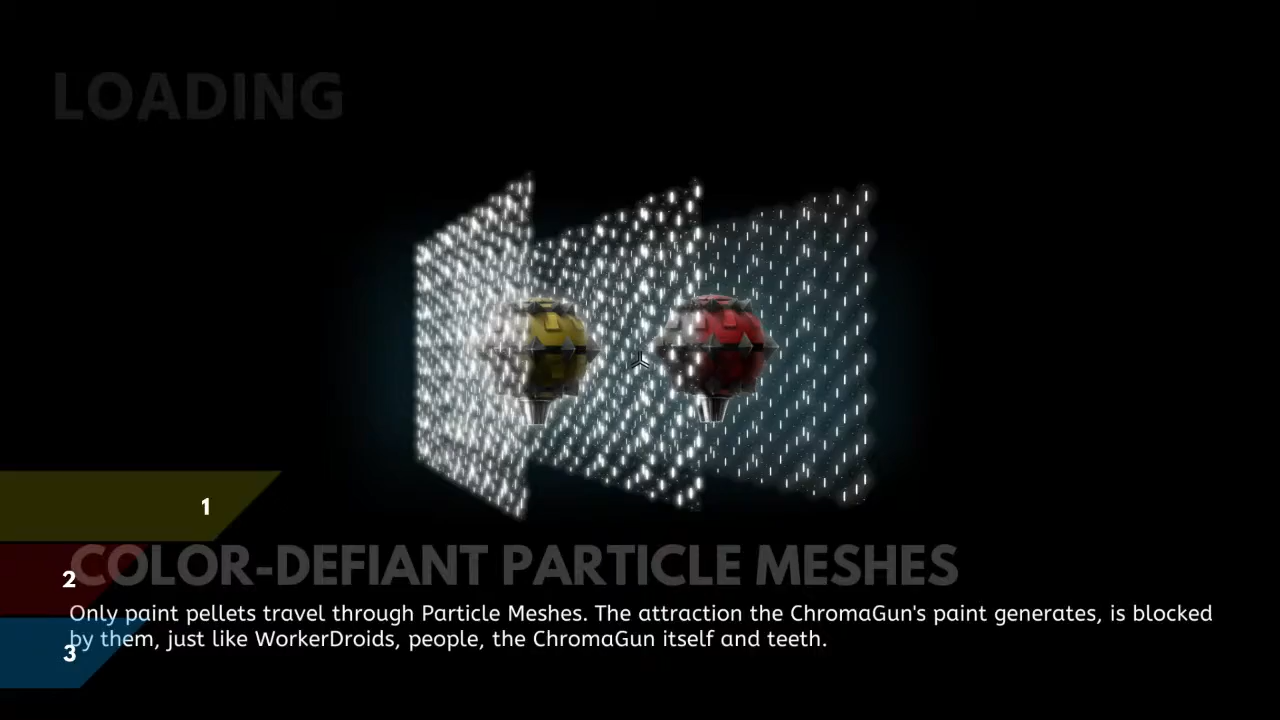 LOADING
1
COLOR-DEFIANT PARTICLE MESHES
2
Only paint pellets travel through Particle Meshes. The attraction the ChromaGun's paint generates, is blocked
by them, just like WorkerDroids, people, the ChromaGun itself and teeth.
3